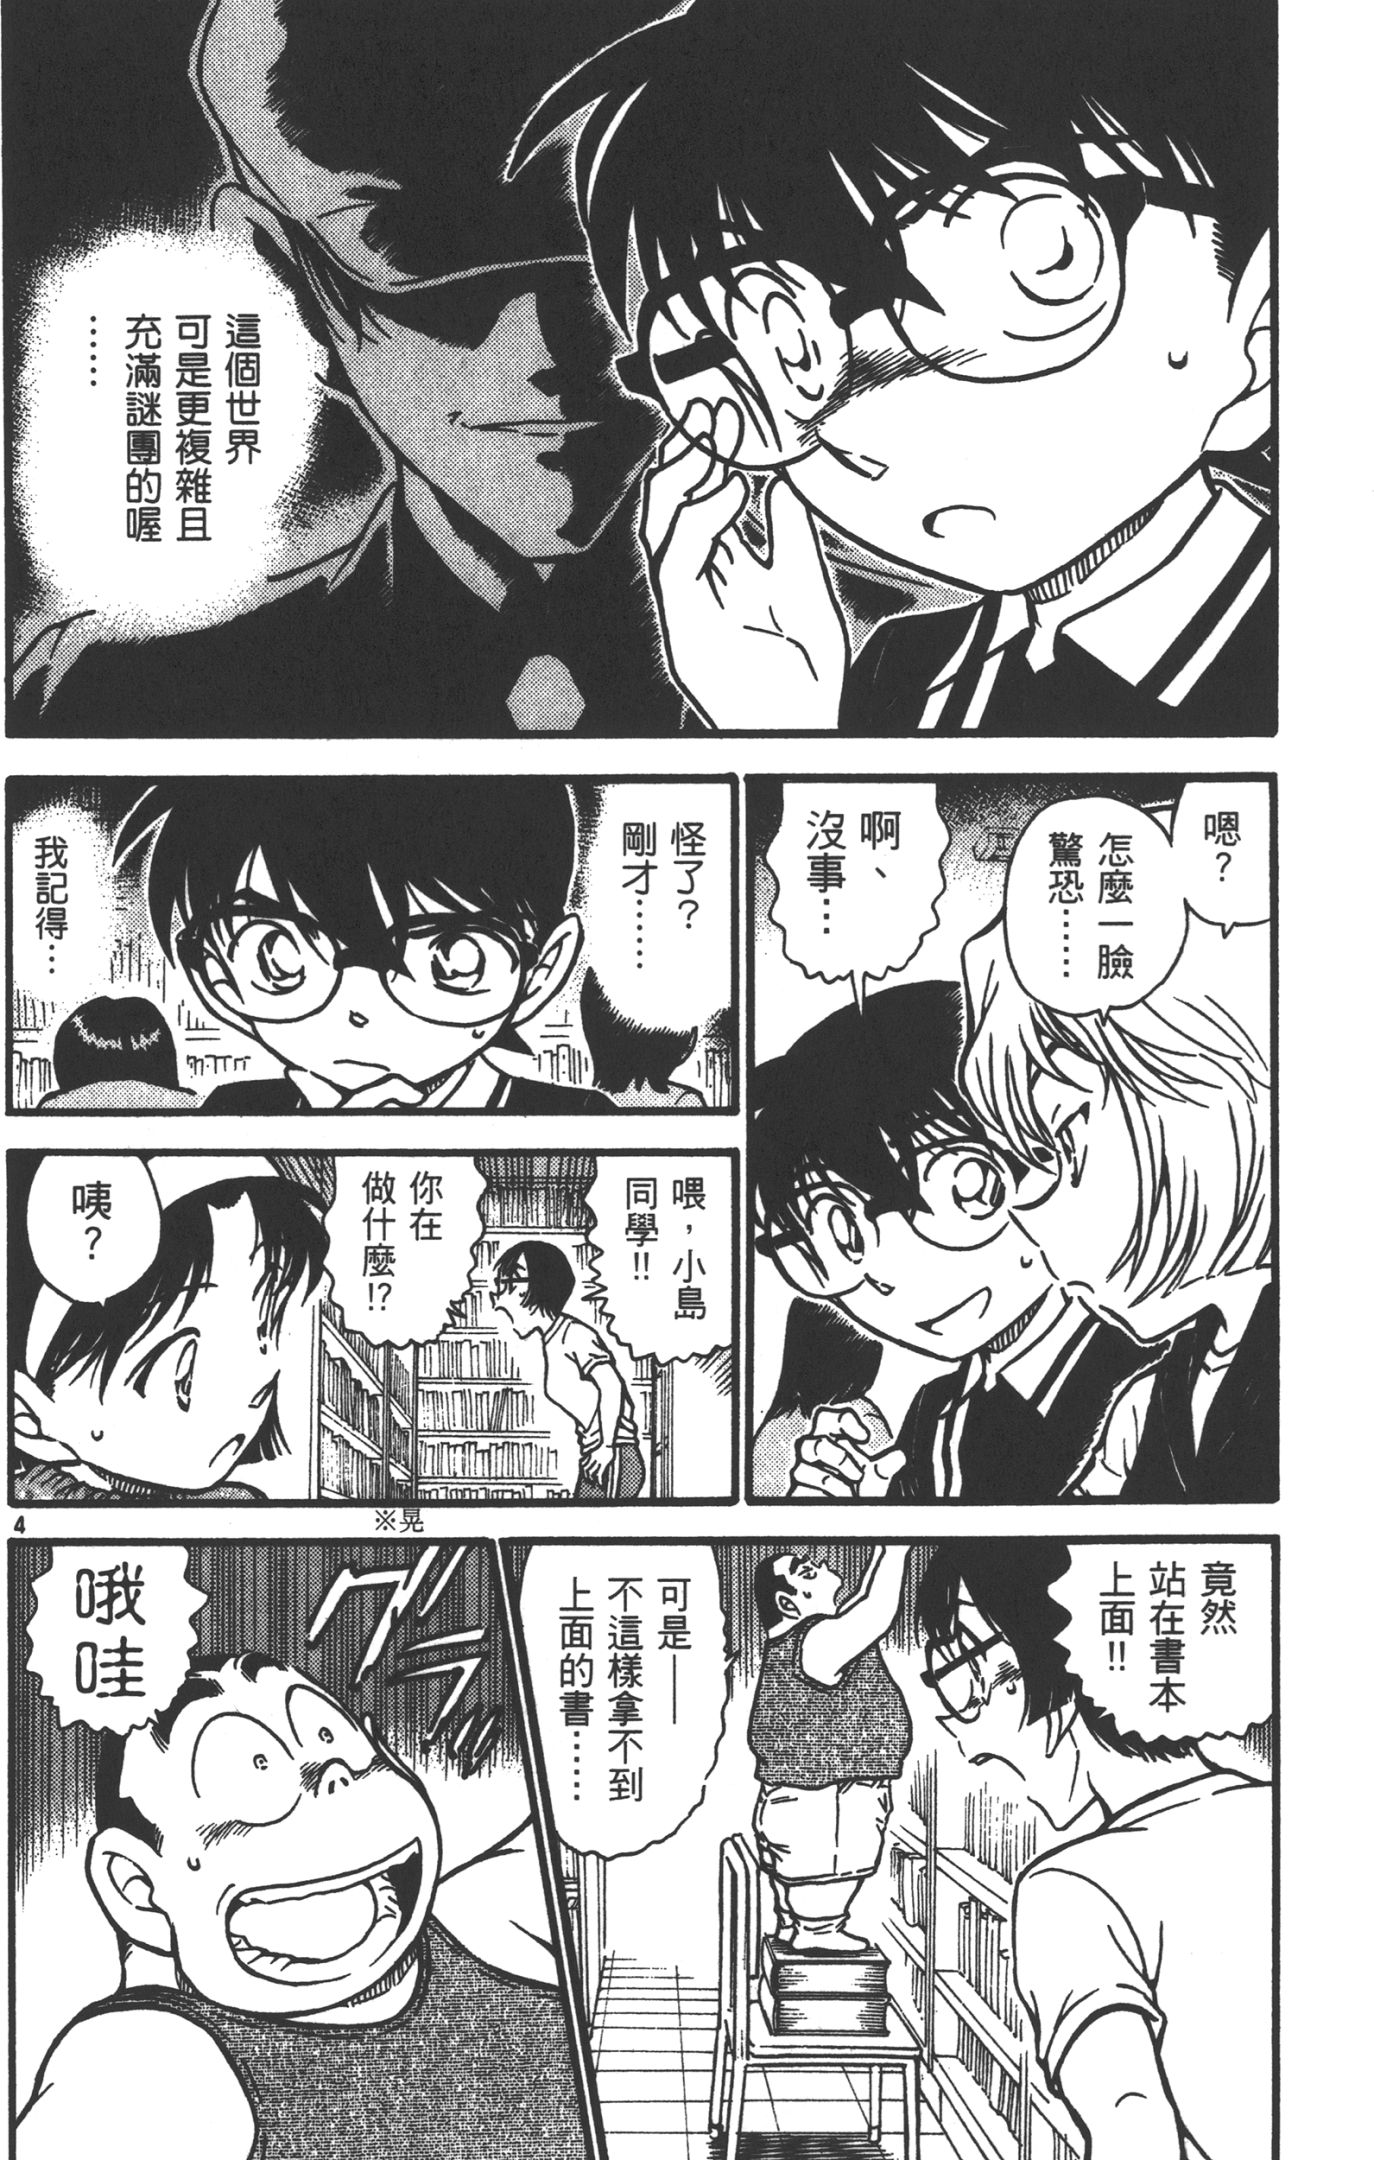 這個世界
可是更複雜且
充滿謎團的喔
……
嗯？
怎麼一臉
驚恐……
啊、
沒事…
怪了？
剛才……
我記得…
喂，小島
同學!!
你在
做什麼!?
咦？
4
竟然
站在書本
上面!!
可是──
不這樣拿不到
上面的書……
※晃
グラッ
哦
哇